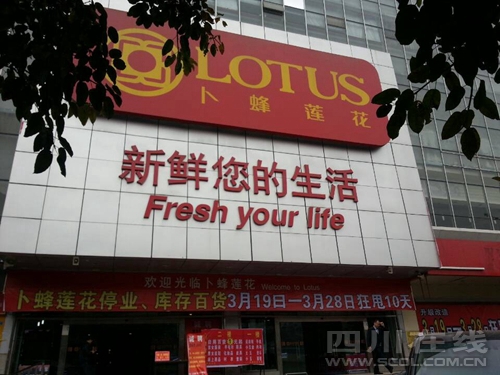 LOTUS
卜蜂莲花
新鲜您的生活
Fresh your life
欢迎光临卜蜂莲花 Welcome to Lotus
卜蜂莲花停业、库存百货3月19日—3月28日狂甩10天
四川在线
WWW.SCOL.COM.CN